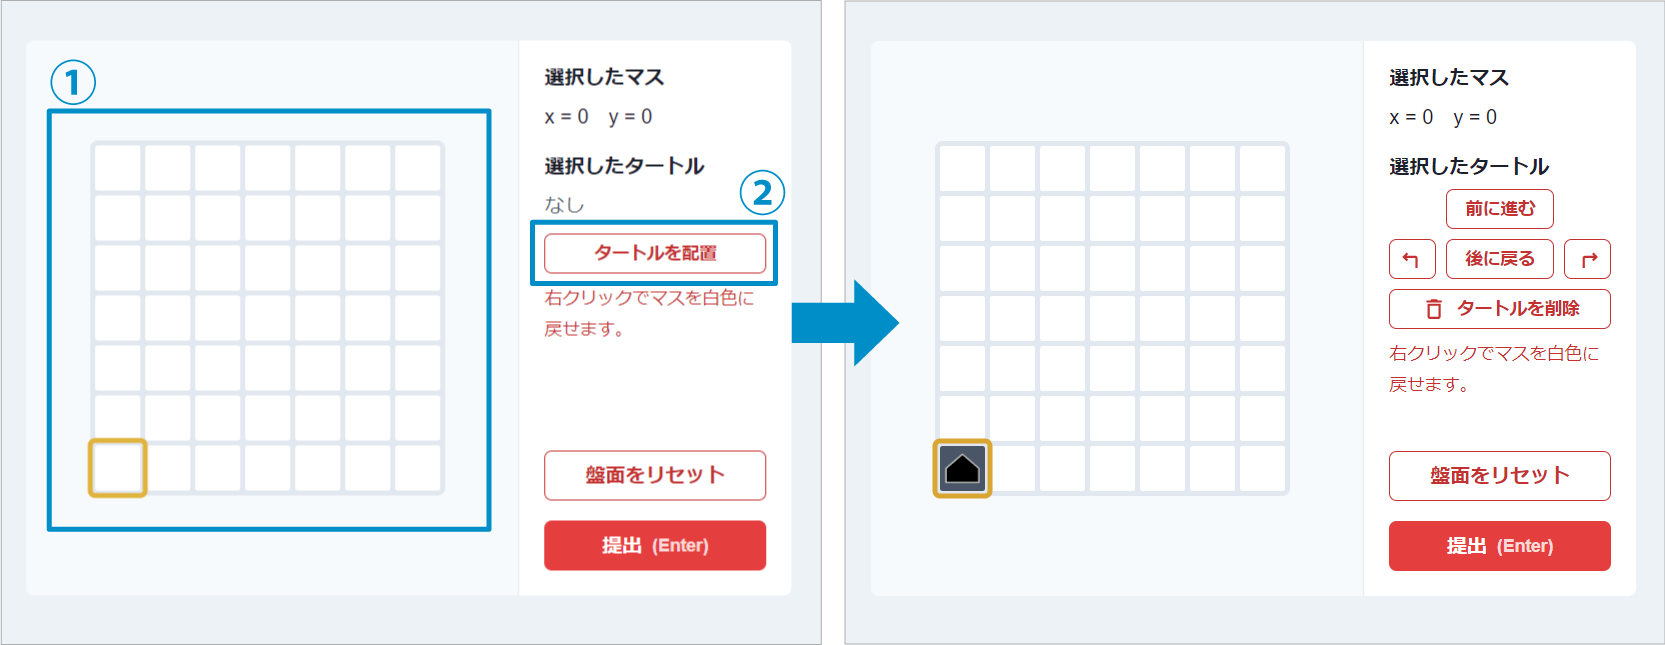 ①
選択したマス
x = 0 y = 0
選択したタートル
②
なし
タートルを配置
右クリックでマスを白色に
戻せます。
盤面をリセット
提出 (Enter)
選択したマス
x = 0 y = 0
選択したタートル
前に進む
↰ 後に戻る ↱
タートルを削除
右クリックでマスを白色に
戻せます。
盤面をリセット
提出 (Enter)